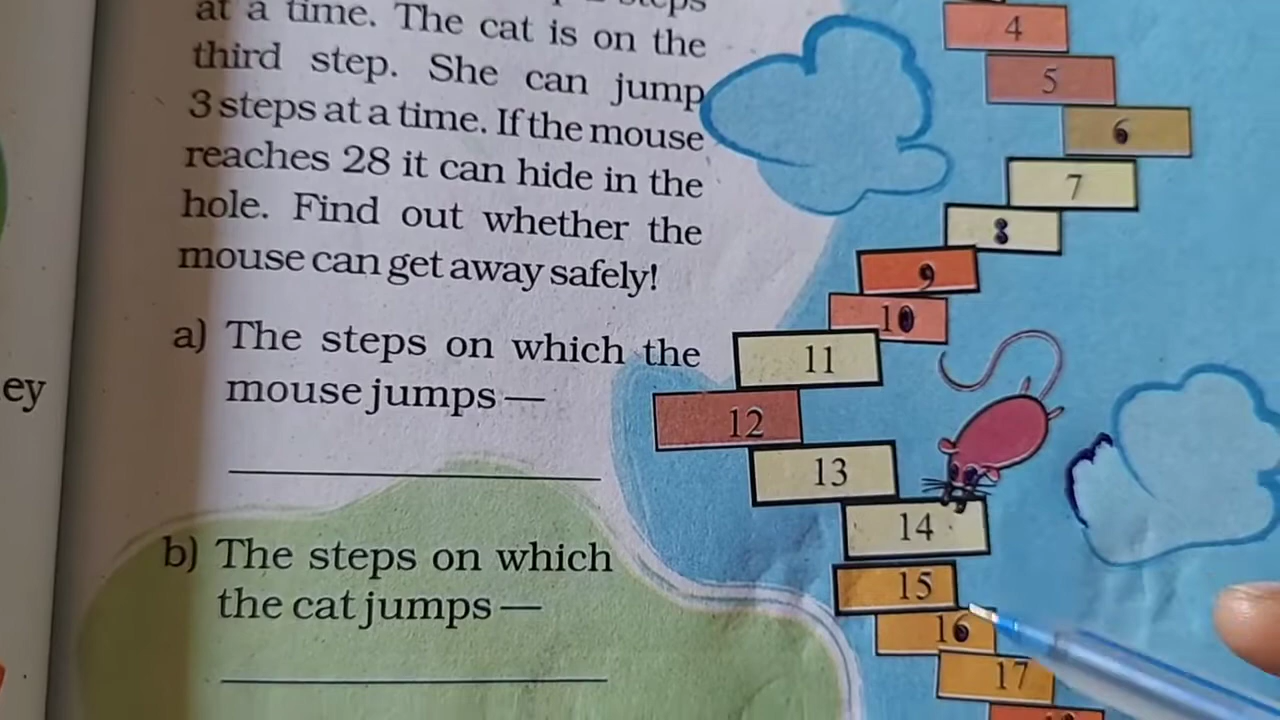 steps
at a time. The cat is on the
third step. She can jump
3 steps at a time. If the mouse
reaches 28 it can hide in the
hole. Find out whether the
mouse can get away safely!
a) The steps on which the
mouse jumps —
b) The steps on which
the cat jumps —
ey
4
5
6
7
8
9
10
11
12
13
14
15
16
17